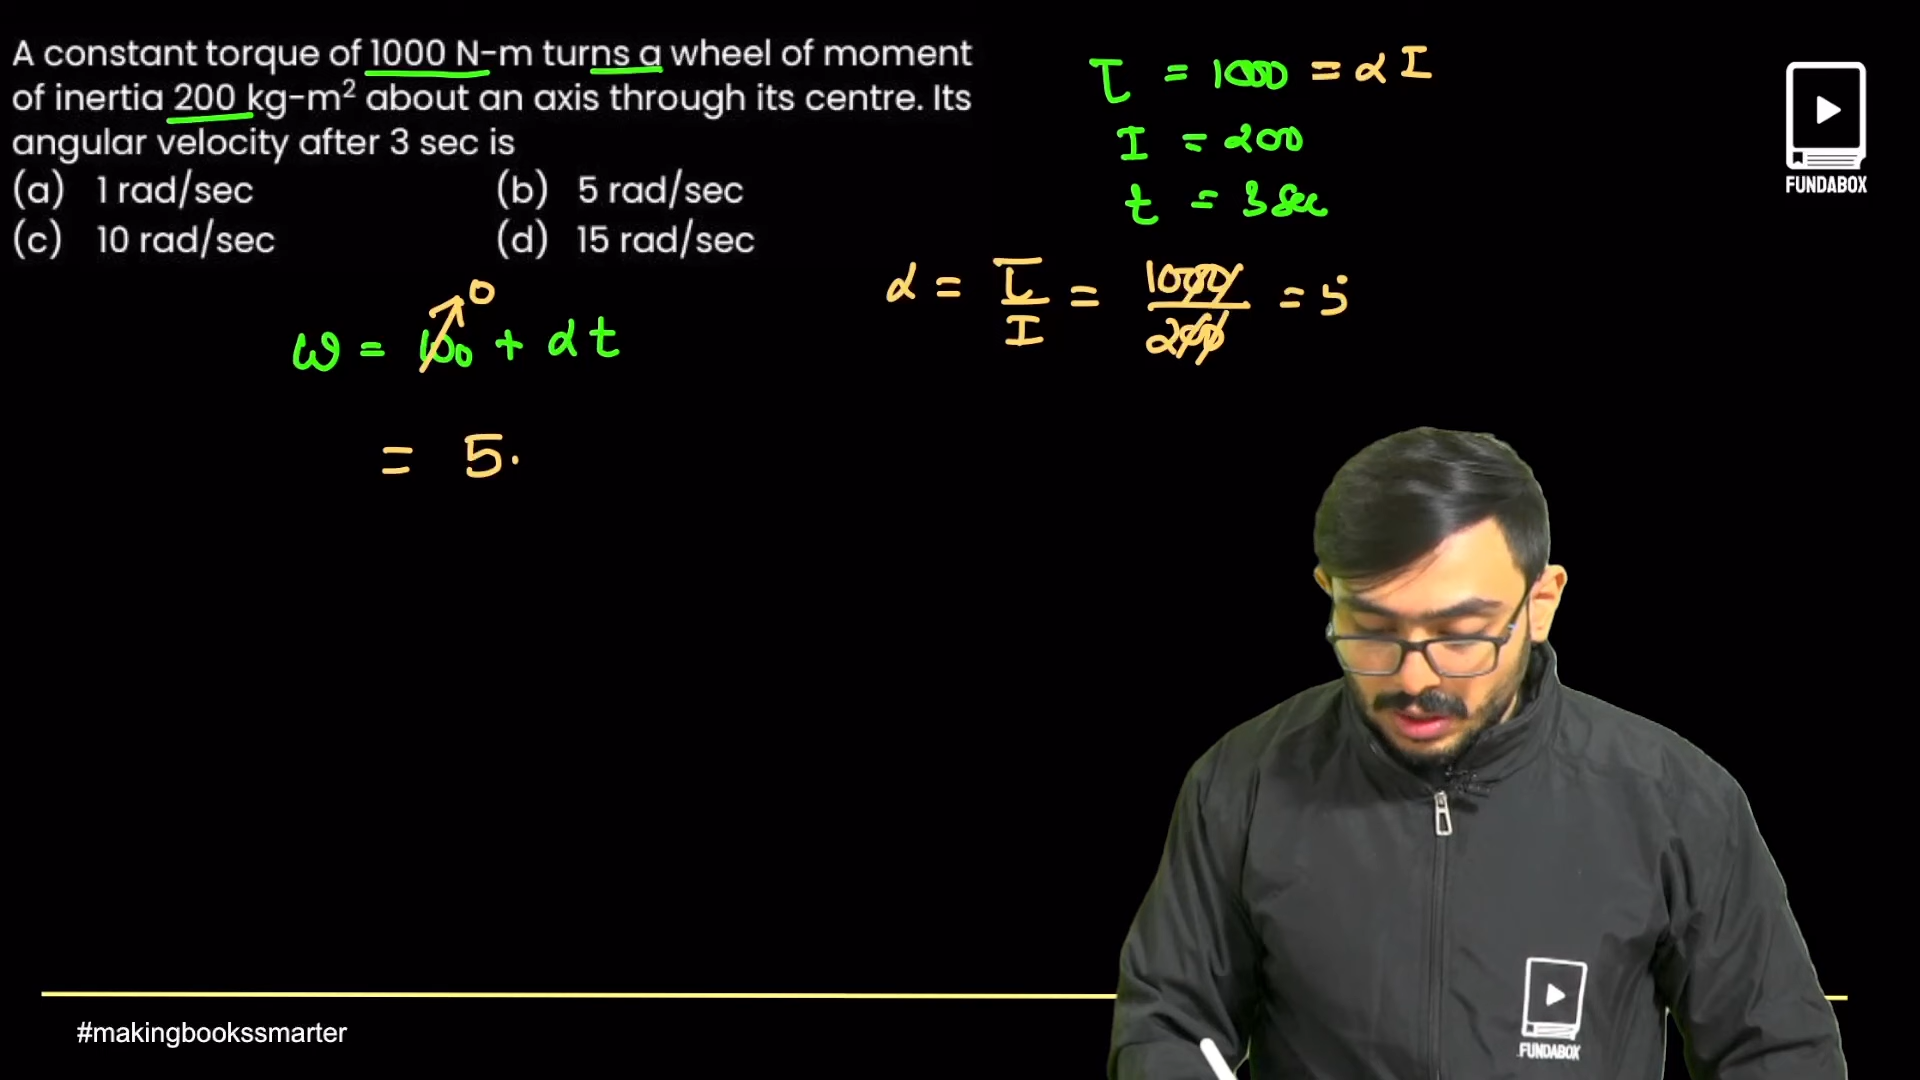 A constant torque of 1000 N-m turns a wheel of moment
of inertia 200 kg-m² about an axis through its centre. Its
angular velocity after 3 sec is
(a) 1 rad/sec (b) 5 rad/sec
(c) 10 rad/sec (d) 15 rad/sec
τ = 1000 = α I
I = 200
t = 3 sec
α = τ/I = 1000/200 = 5
0
ω = ω₀ + α t
= 5.
FUNDABOX
FUNDABOX
#makingbookssmarter